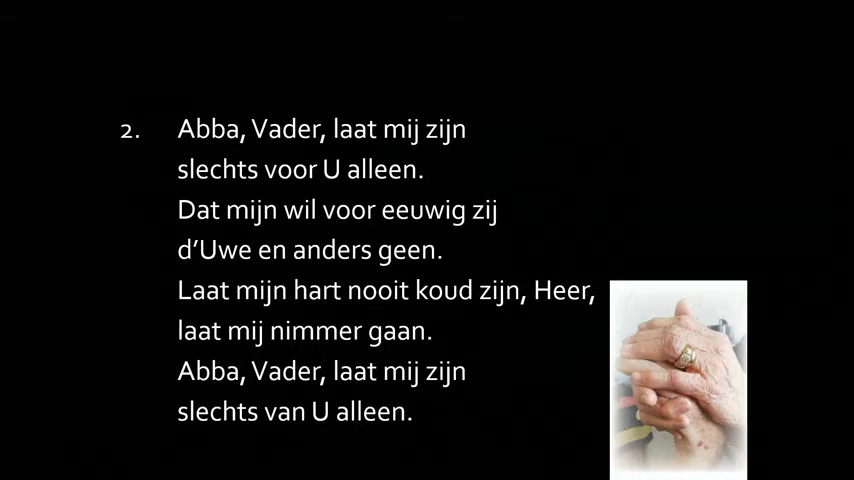 2. Abba, Vader, laat mij zijn
slechts voor U alleen.
Dat mijn wil voor eeuwig zij
d’Uwe en anders geen.
Laat mijn hart nooit koud zijn, Heer,
laat mij nimmer gaan.
Abba, Vader, laat mij zijn
slechts van U alleen.